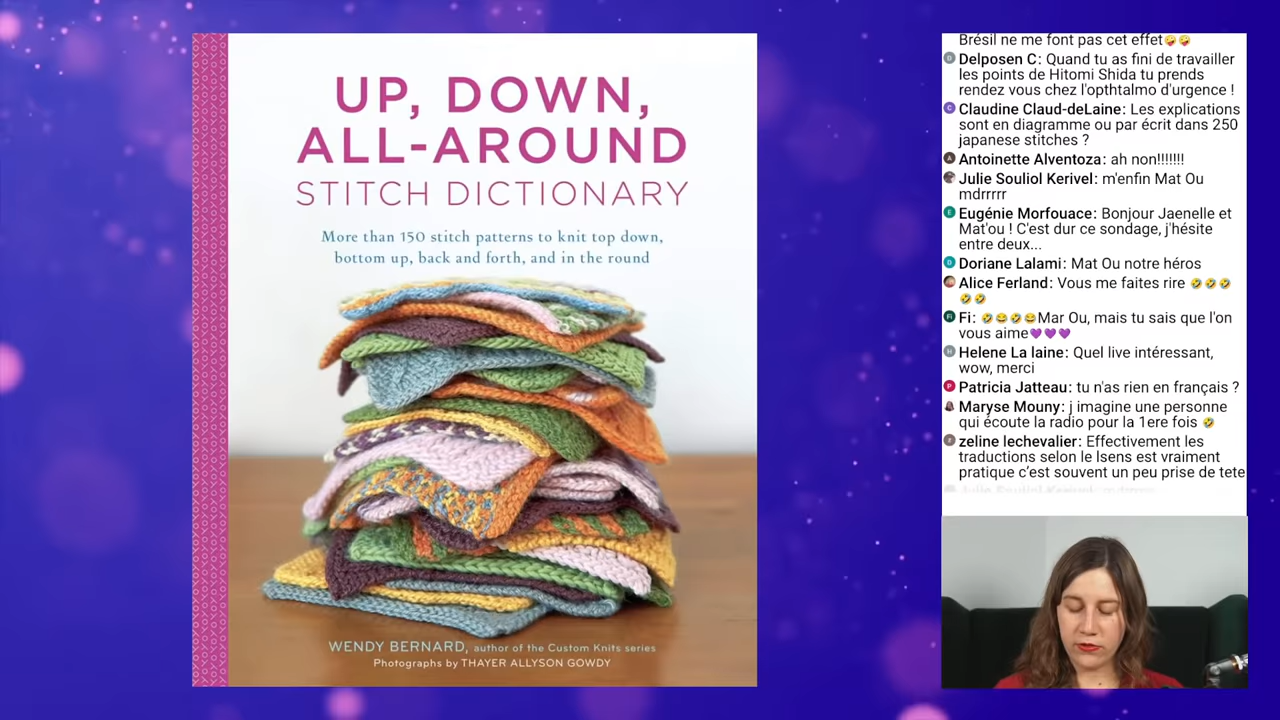 UP, DOWN,
ALL-AROUND
STITCH DICTIONARY
More than 150 stitch patterns to knit top down,
bottom up, back and forth, and in the round
WENDY BERNARD, author of the Custom Knits series
Photographs by THAYER ALLYSON GOWDY
Brésil ne me font pas cet effet🤪🤪
Delposen C: Quand tu as fini de travailler
les points de Hitomi Shida tu prends
rendez vous chez l'opthtalmo d'urgence !
Claudine Claud-deLaine: Les explications
sont en diagramme ou par écrit dans 250
japanese stitches ?
Antoinette Alventoza: ah non!!!!!!!
Julie Souliol Kerivel: m'enfin Mat Ou
mdrrrrr
Eugénie Morfouace: Bonjour Jaenelle et
Mat'ou ! C'est dur ce sondage, j'hésite
entre deux...
Doriane Lalami: Mat Ou notre héros
Alice Ferland: Vous me faites rire 🤣🤣🤣
🤣🤣
Fi: 🤣😂🤣😂Mar Ou, mais tu sais que l'on
vous aime💜💜💜
Helene La laine: Quel live intéressant,
wow, merci
Patricia Jatteau: tu n'as rien en français ?
Maryse Mouny: j imagine une personne
qui écoute la radio pour la 1ere fois 🤣
zeline lechevalier: Effectivement les
traductions selon le lsens est vraiment
pratique c'est souvent un peu prise de tete